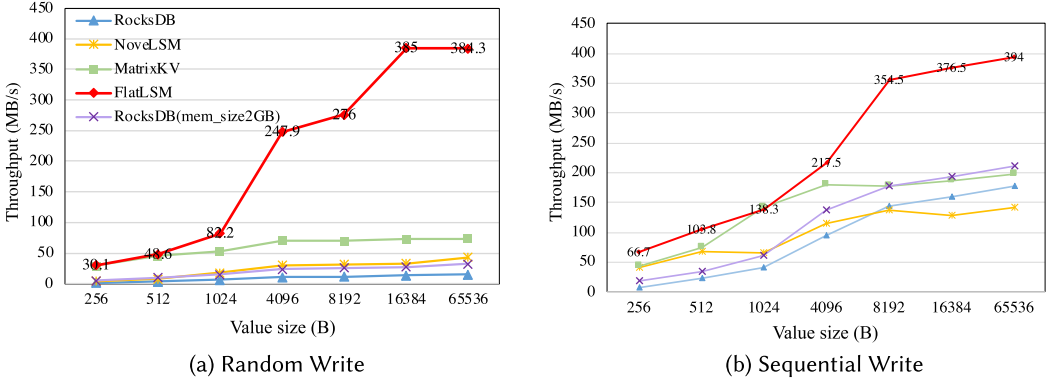 450
400
350
300
250
200
150
100
50
0
Throughput (MB/s)
RocksDB
NoveLSM
MatrixKV
FlatLSM
RocksDB(mem_size2GB)
30.1
48.6
82.2
247.9
276
385
384.3
256 512 1024 4096 8192 16384 65536
Value size (B)
(a) Random Write
450
400
350
300
250
200
150
100
50
0
Throughput (MB/s)
66.7
103.8
138.3
217.5
354.5
376.5
394
256 512 1024 4096 8192 16384 65536
Value size (B)
(b) Sequential Write